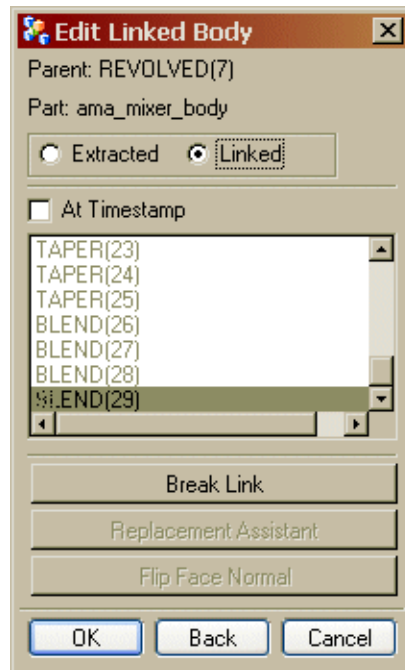 Edit Linked Body
Parent: REVOLVED(7)
Part: ama_mixer_body
Extracted Linked
At Timestamp
TAPER(23)
TAPER(24)
TAPER(25)
BLEND(26)
BLEND(27)
BLEND(28)
BLEND(29)
Break Link
Replacement Assistant
Flip Face Normal
OK Back Cancel